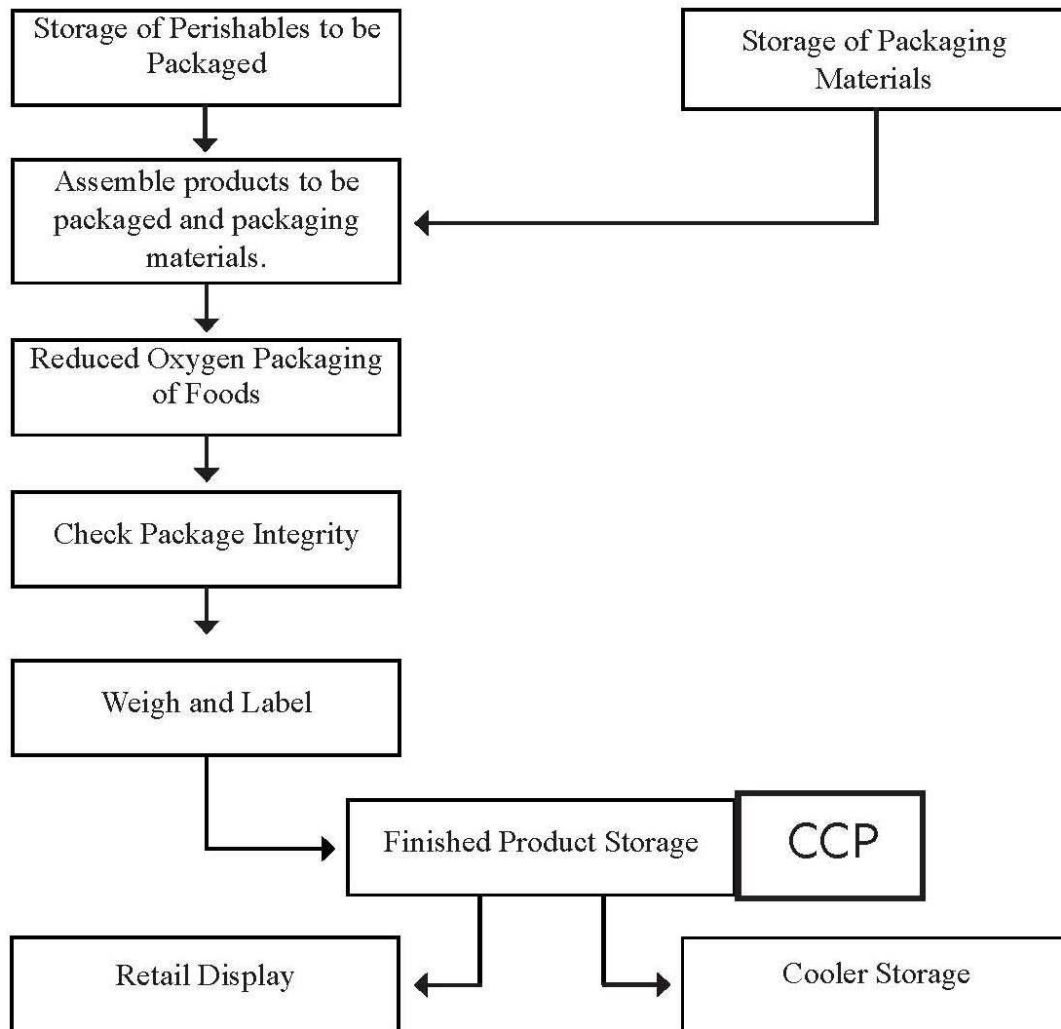 Storage of Perishables to be
Packaged
Storage of Packaging
Materials
Assemble products to be
packaged and packaging
materials.
Reduced Oxygen Packaging
of Foods
Check Package Integrity
Weigh and Label
Finished Product Storage
CCP
Retail Display
Cooler Storage